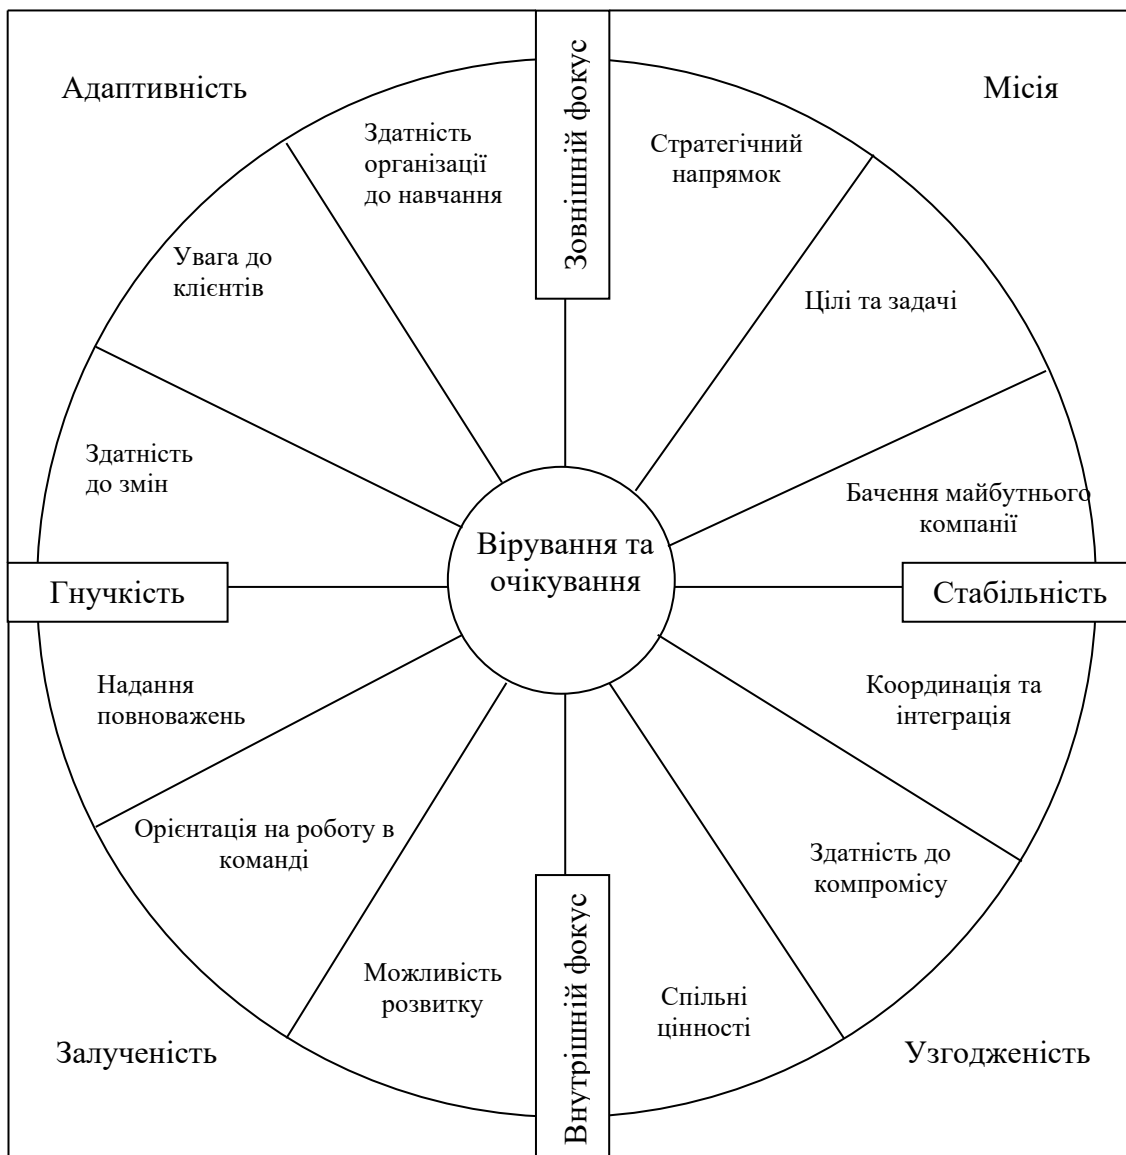 Адаптивність
Зовнішній фокус
Місія
Здатність
організації
до навчання
Стратегічний
напрямок
Увага до
клієнтів
Цілі та задачі
Здатність
до змін
Бачення майбутнього
компанії
Вірування та
очікування
Гнучкість
Стабільність
Надання
повноважень
Координація та
інтеграція
Орієнтація на роботу в
команді
Здатність до
компромісу
Можливість
розвитку
Внутрішній фокус
Спільні
цінності
Залученість
Узгодженість